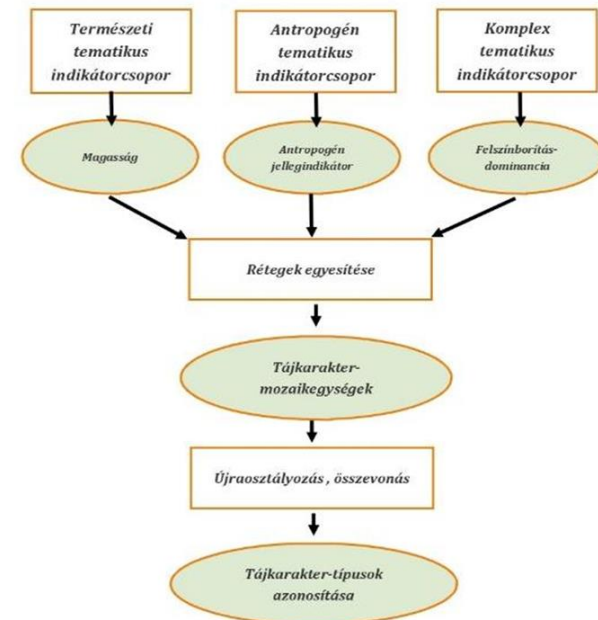 Természeti
tematikus
indikátorcsopor
Antropogén
tematikus
indikátorcsopor
Komplex
tematikus
indikátorcsopor
Magasság
Antropogén
jellegindikátor
Felszínborítás-
dominancia
Rétegek egyesítése
Tájkarakter-
mozaikegységek
Újraosztályozás , összevonás
Tájkarakter-típusok
azonosítása